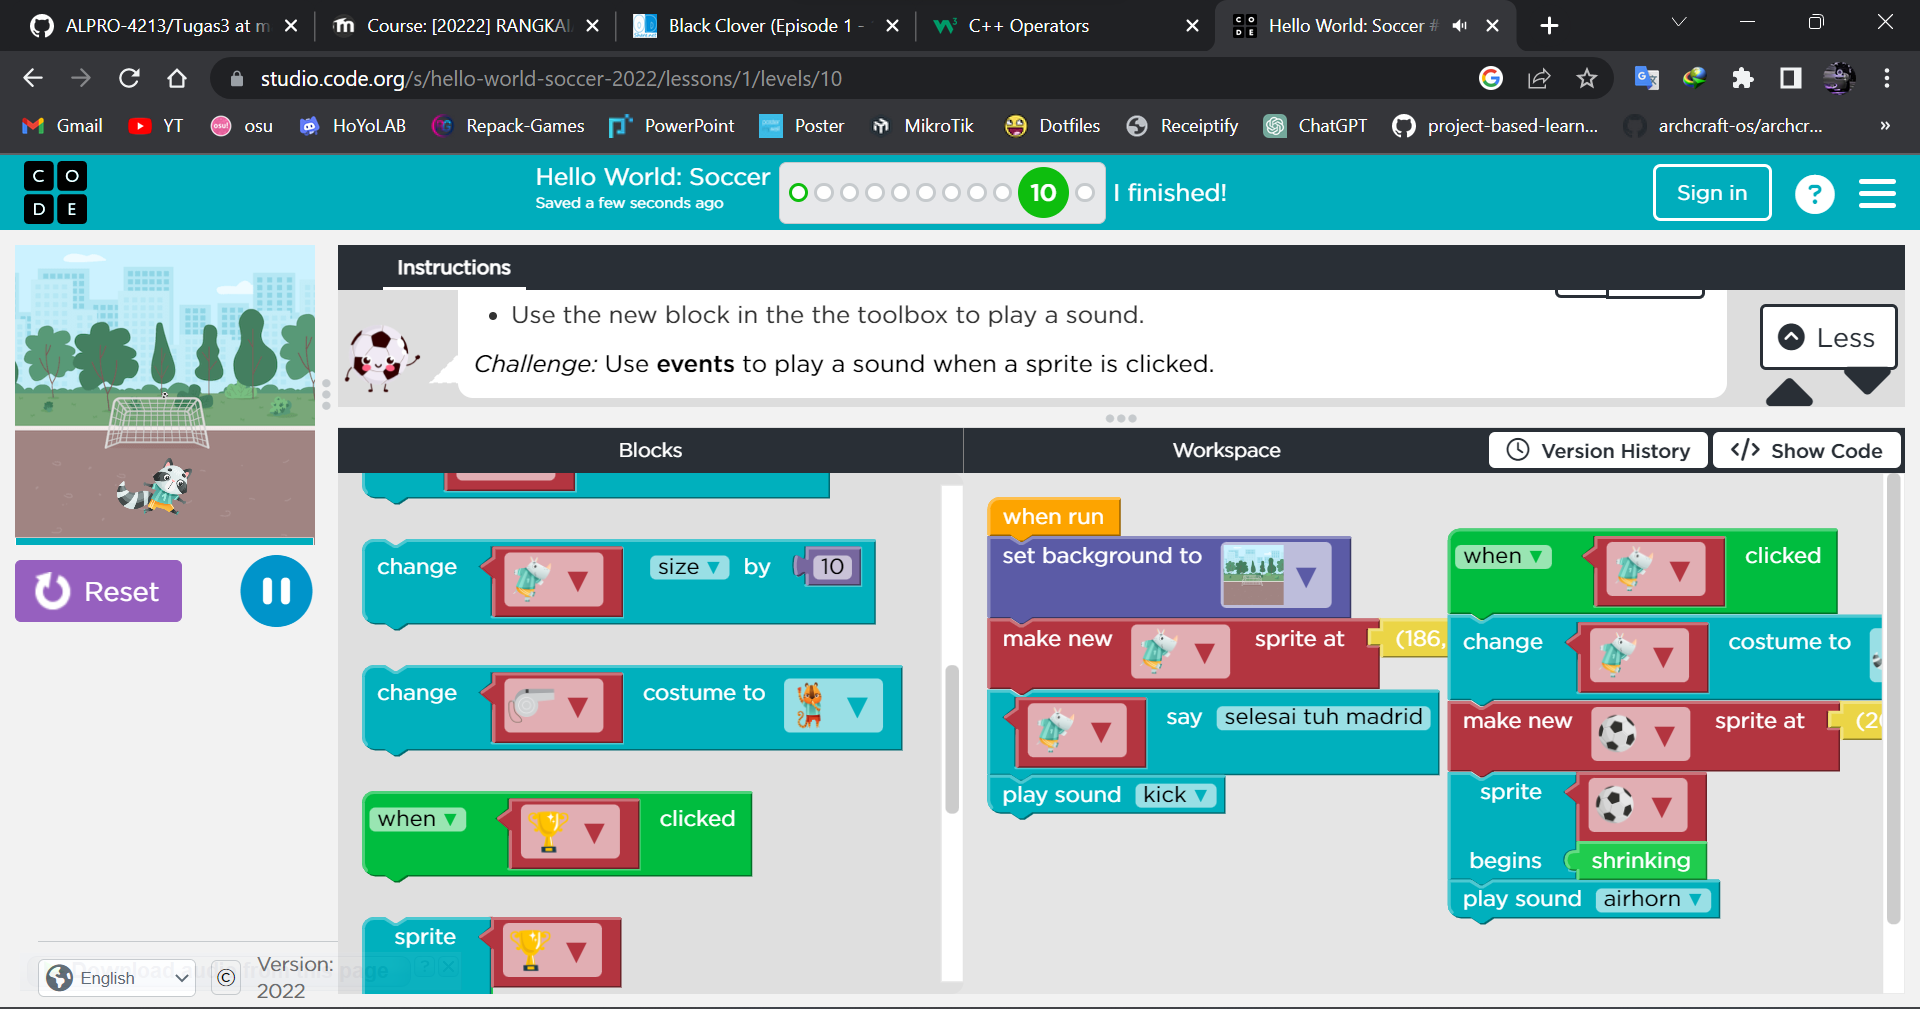 ALPRO-4213/Tugas3 at m
Course: [20222] RANGKAI
Black Clover (Episode 1 -
C++ Operators
Hello World: Soccer #
studio.code.org/s/hello-world-soccer-2022/lessons/1/levels/10
Gmail
YT
osu
HoYoLAB
Repack-Games
PowerPoint
Poster
MikroTik
Dotfiles
Receiptify
ChatGPT
project-based-learn...
archcraft-os/archcr...
»
C O
D E
Hello World: Soccer
Saved a few seconds ago
10
I finished!
Sign in
?
Instructions
• Use the new block in the the toolbox to play a sound.
Challenge: Use events to play a sound when a sprite is clicked.
Less
Reset
Blocks
Workspace
Version History
</> Show Code
change size by 10
change costume to
when clicked
sprite
when run
set background to
make new sprite at (186,
say selesai tuh madrid
play sound kick
when clicked
change costume to
make new sprite at (2
sprite
begins shrinking
play sound airhorn
English
©
Version:
2022